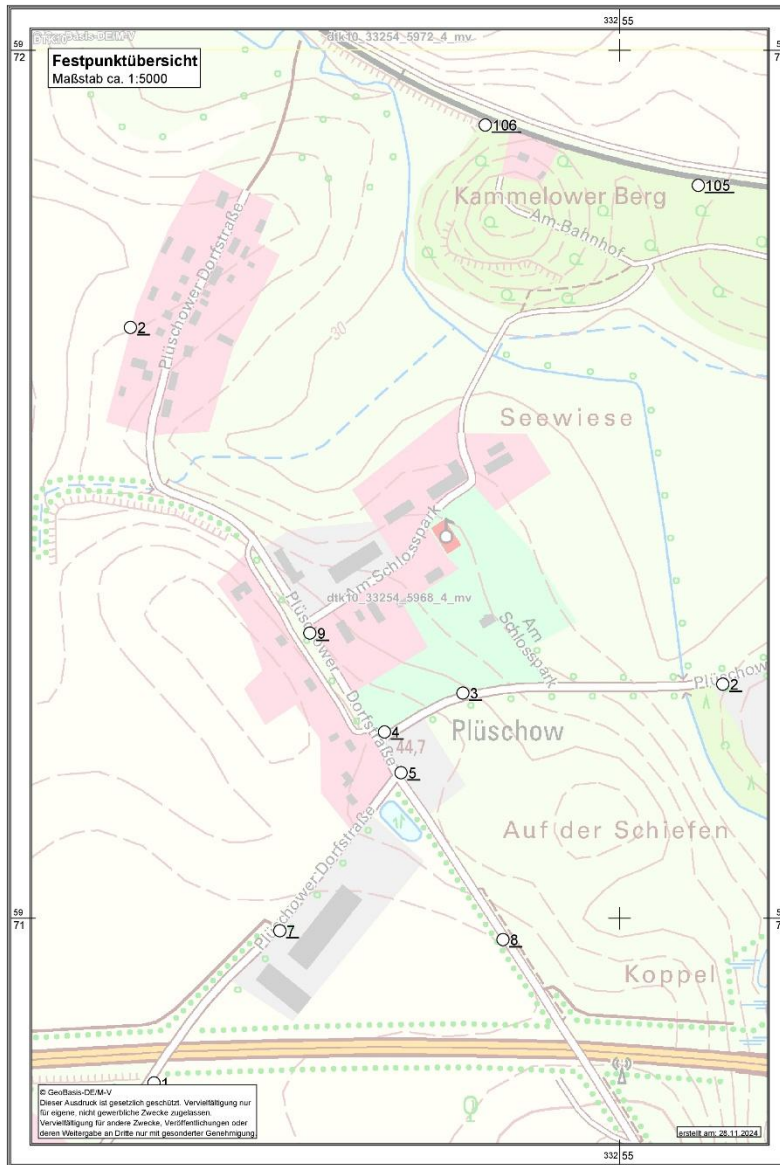 332 55
59
72
59
72
GeoBasis-DE/M-V
dtk10_33254_5972_4_mv
Festpunktübersicht
Maßstab ca. 1:5000
106
105
Kammelower Berg
Am Bahnhof
Plüschower Dorfstraße
2
30
Seewiese
Am Schlosspark
dtk10_33254_5968_4_mv
Plüschower Dorfstraße
9
Am Schlosspark
2
Plüschow
3
4
Plüschow
44,7
5
Auf der Schiefen
Plüschower Dorfstraße
59
71
59
7
7
8
Koppel
1
© GeoBasis-DE/M-V
Dieser Ausdruck ist gesetzlich geschützt. Vervielfältigung nur
für eigene, nicht gewerbliche Zwecke zugelassen.
Vervielfältigung für andere Zwecke, Veröffentlichungen oder
deren Weitergabe an Dritte nur mit gesonderter Genehmigung.
erstellt am: 28.11.2024
332 55